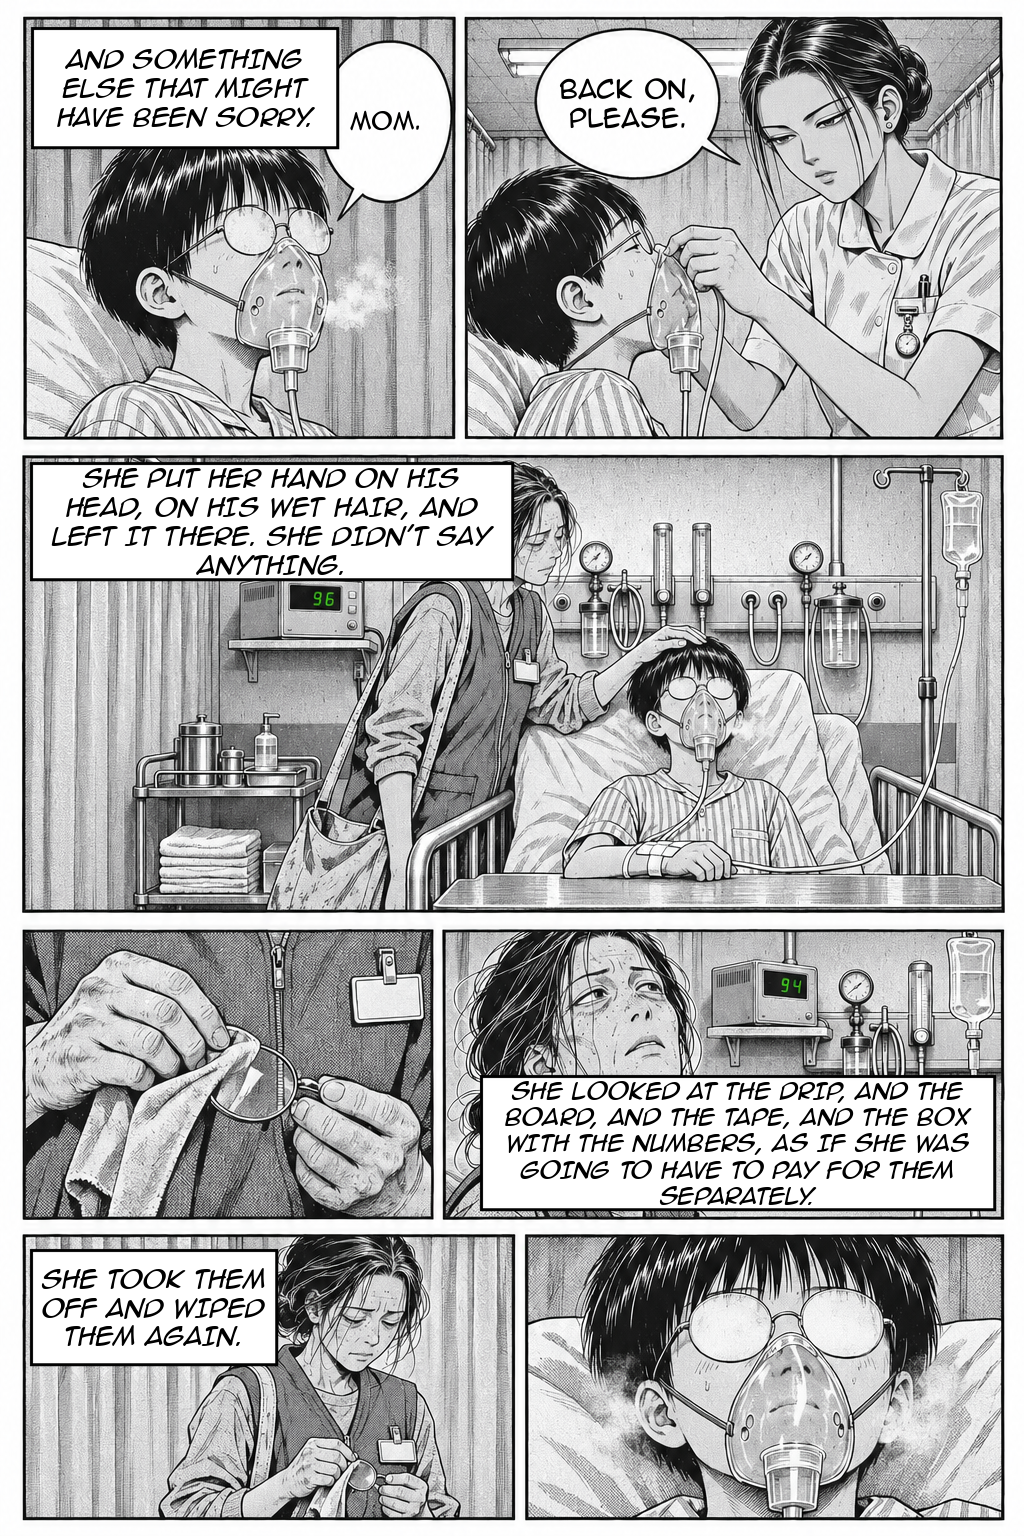 AND SOMETHING
ELSE THAT MIGHT
HAVE BEEN SORRY.
MOM.
BACK ON,
PLEASE.
SHE PUT HER HAND ON HIS
HEAD, ON HIS WET HAIR, AND
LEFT IT THERE. SHE DIDN'T SAY
ANYTHING.
96
94
SHE LOOKED AT THE DRIP, AND THE
BOARD, AND THE TAPE, AND THE BOX
WITH THE NUMBERS, AS IF SHE WAS
GOING TO HAVE TO PAY FOR THEM
SEPARATELY.
SHE TOOK THEM
OFF AND WIPED
THEM AGAIN.